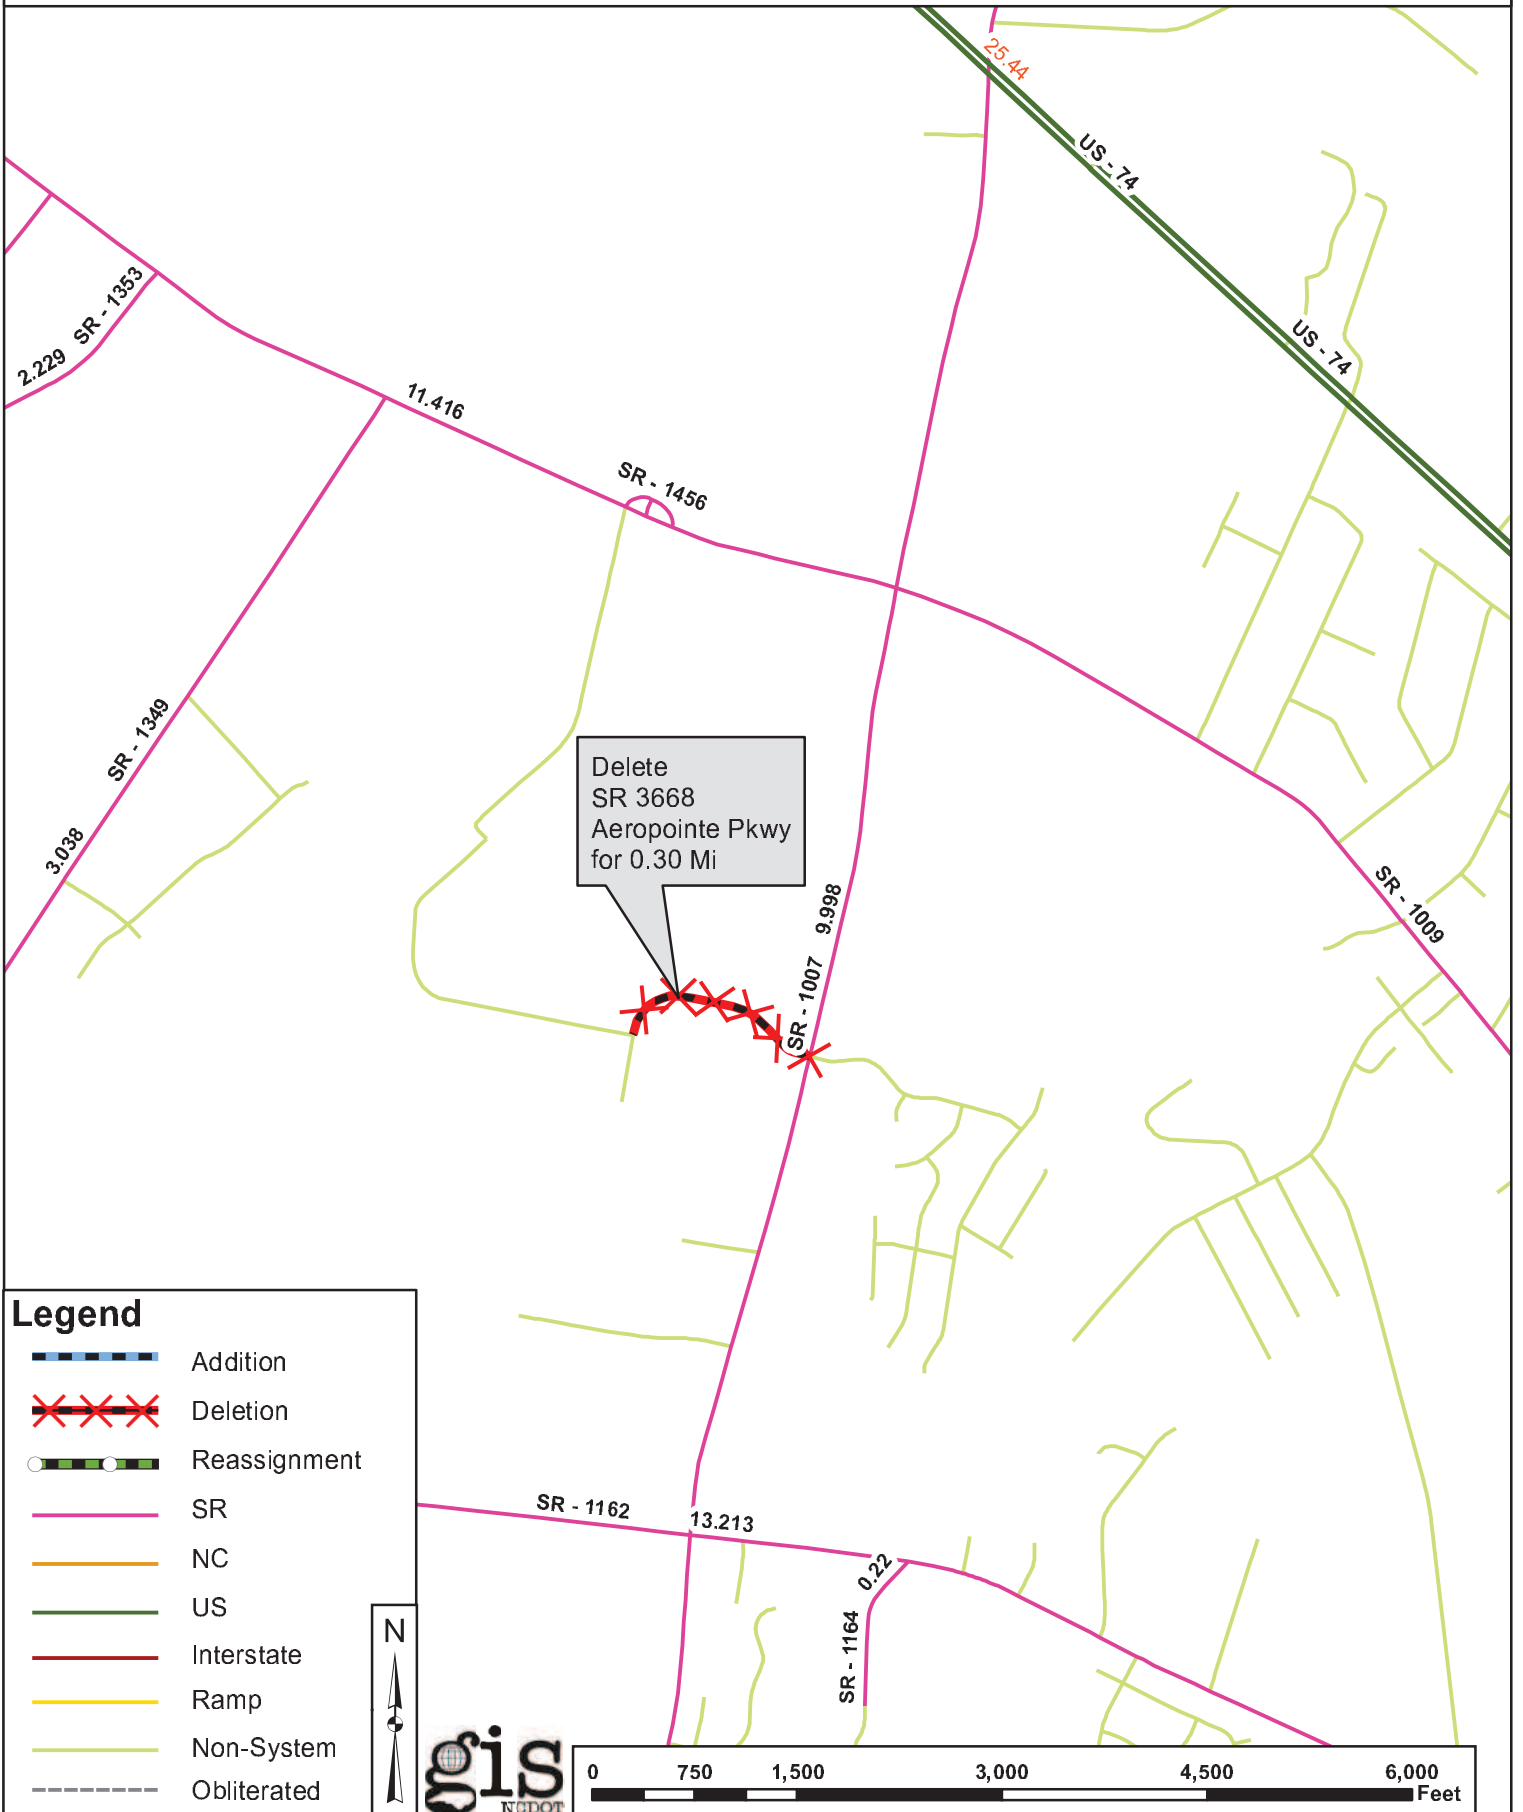 25.44
US - 74
US - 74
SR - 1353
2.229
11.416
SR - 1456
SR - 1349
3.038
Delete
SR 3668
Aeropointe Pkwy
for 0.30 Mi
9.998
SR - 1007
SR - 1009
SR - 1162
13.213
0.22
SR - 1164
Legend
Addition
Deletion
Reassignment
SR
NC
US
Interstate
Ramp
Non-System
Obliterated
N
gis
NCDOT
0 750 1,500 3,000 4,500 6,000
Feet